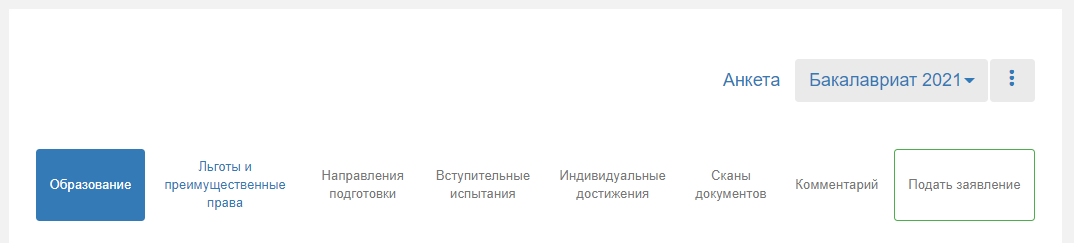 Анкета Бакалавриат 2021
Образование
Льготы и
преимущественные
права
Направления
подготовки
Вступительные
испытания
Индивидуальные
достижения
Сканы
документов
Комментарий
Подать заявление